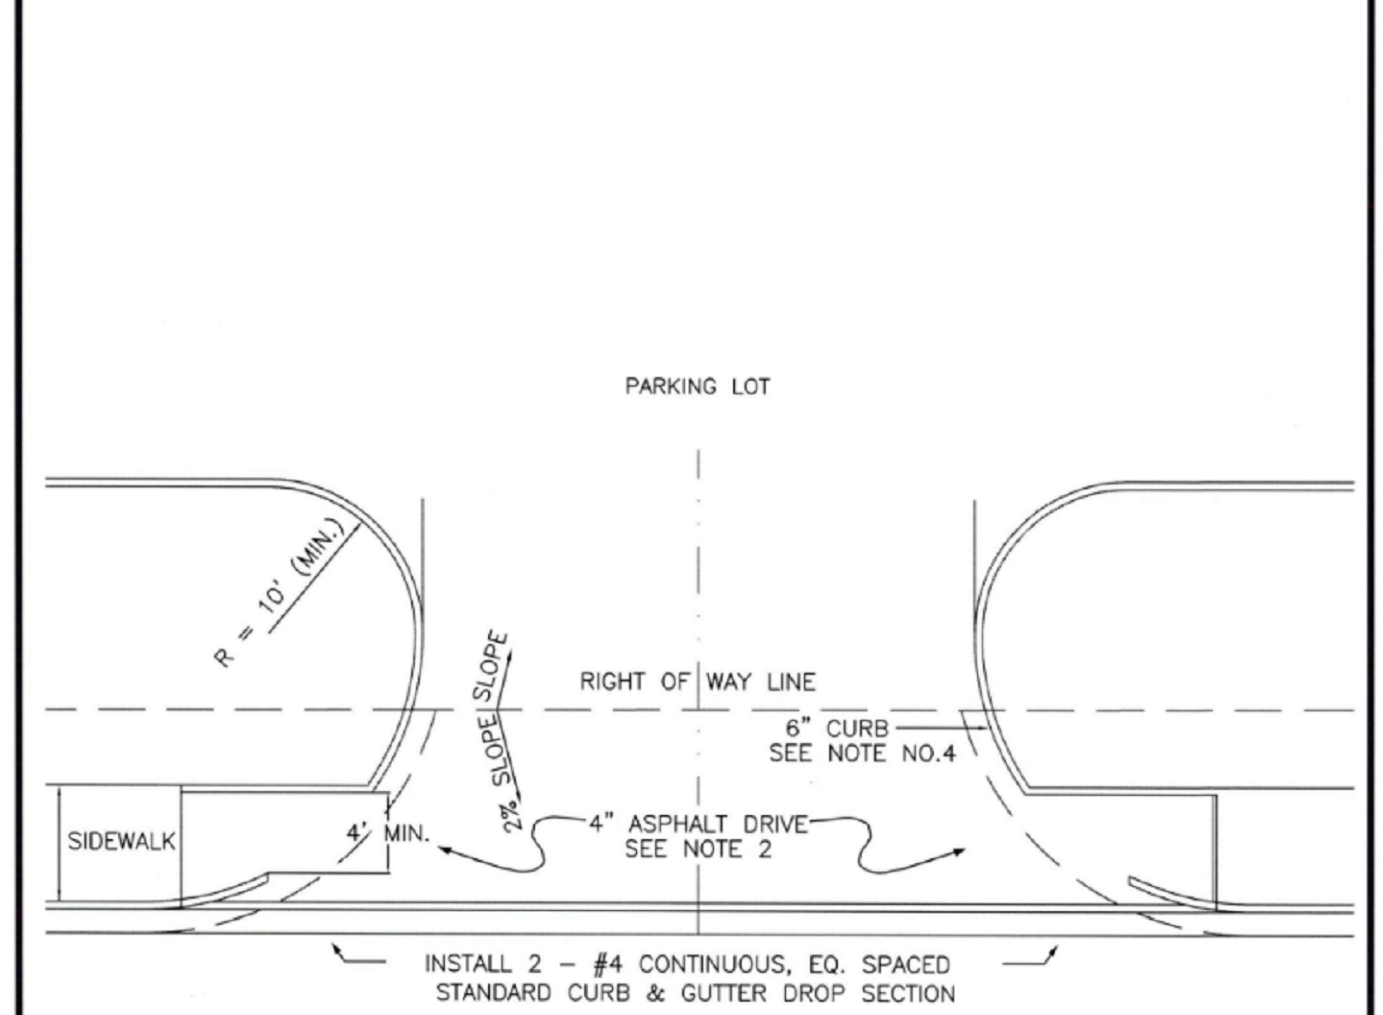 PARKING LOT
R = 10' (MIN.)
SLOPE
RIGHT OF WAY LINE
2% SLOPE
6” CURB
SEE NOTE NO.4
SIDEWALK
4' MIN.
4” ASPHALT DRIVE
SEE NOTE 2
INSTALL 2 – #4 CONTINUOUS, EQ. SPACED
STANDARD CURB & GUTTER DROP SECTION